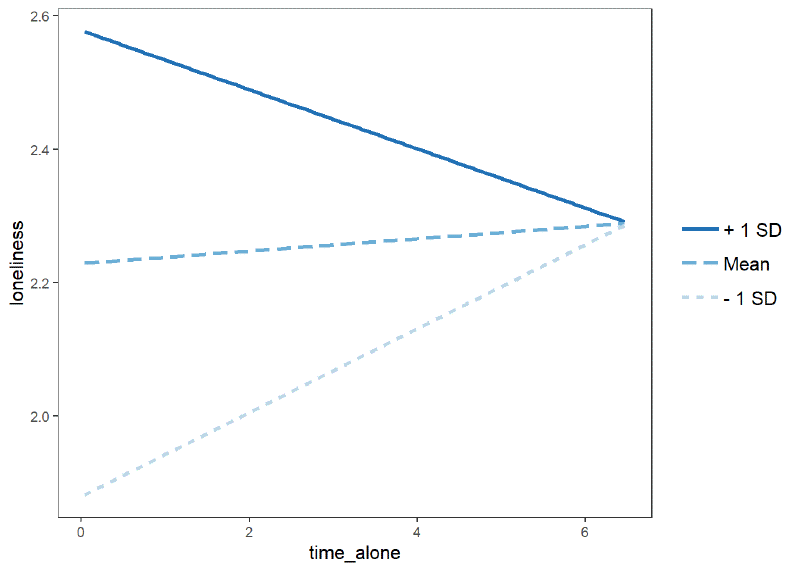 2.6
2.4
2.2
2.0
loneliness
0 2 4 6
time_alone
+ 1 SD
Mean
- 1 SD